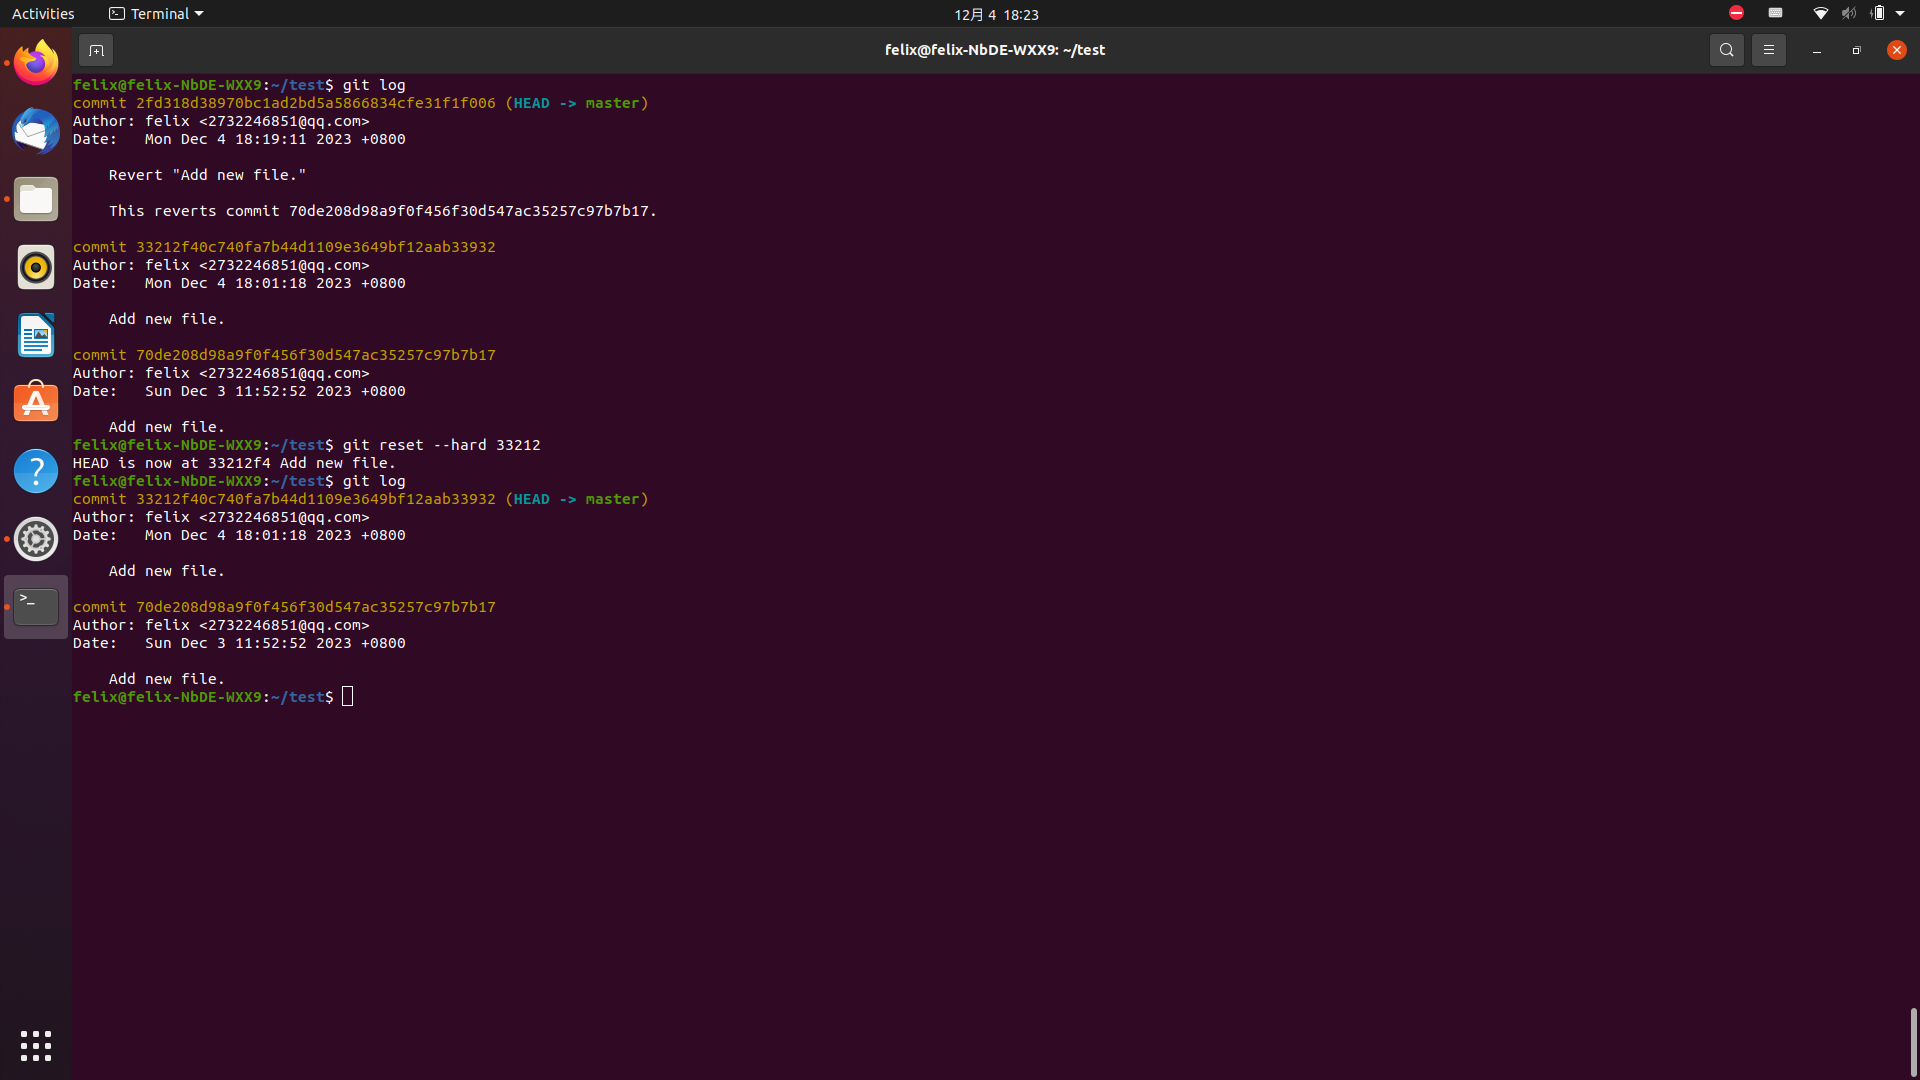 Activities
Terminal
12月 4 18:23
felix@felix-NbDE-WXX9: ~/test
felix@felix-NbDE-WXX9:~/test$ git log
commit 2fd318d38970bc1ad2bd5a5866834cfe31f1f006 (HEAD -> master)
Author: felix <2732246851@qq.com>
Date:   Mon Dec 4 18:19:11 2023 +0800
    Revert "Add new file."
    This reverts commit 70de208d98a9f0f456f30d547ac35257c97b7b17.
commit 33212f40c740fa7b44d1109e3649bf12aab33932
Author: felix <2732246851@qq.com>
Date:   Mon Dec 4 18:01:18 2023 +0800
    Add new file.
commit 70de208d98a9f0f456f30d547ac35257c97b7b17
Author: felix <2732246851@qq.com>
Date:   Sun Dec 3 11:52:52 2023 +0800
    Add new file.
felix@felix-NbDE-WXX9:~/test$ git reset --hard 33212
HEAD is now at 33212f4 Add new file.
felix@felix-NbDE-WXX9:~/test$ git log
commit 33212f40c740fa7b44d1109e3649bf12aab33932 (HEAD -> master)
Author: felix <2732246851@qq.com>
Date:   Mon Dec 4 18:01:18 2023 +0800
    Add new file.
commit 70de208d98a9f0f456f30d547ac35257c97b7b17
Author: felix <2732246851@qq.com>
Date:   Sun Dec 3 11:52:52 2023 +0800
    Add new file.
felix@felix-NbDE-WXX9:~/test$